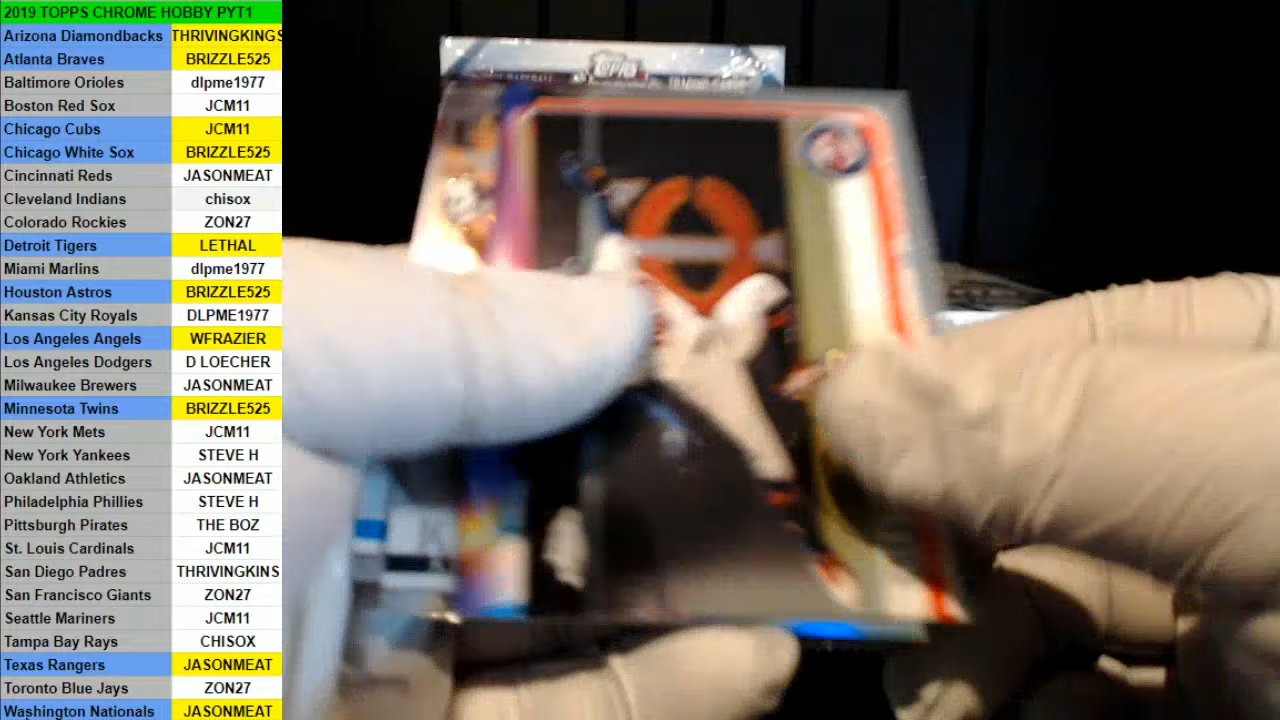 2019 TOPPS CHROME HOBBY PYT1
Arizona Diamondbacks THRIVINGKINGS
Atlanta Braves BRIZZLE525
Baltimore Orioles dlpme1977
Boston Red Sox JCM11
Chicago Cubs JCM11
Chicago White Sox BRIZZLE525
Cincinnati Reds JASONMEAT
Cleveland Indians chisox
Colorado Rockies ZON27
Detroit Tigers LETHAL
Miami Marlins dlpme1977
Houston Astros BRIZZLE525
Kansas City Royals DLPME1977
Los Angeles Angels WFRAZIER
Los Angeles Dodgers D LOECHER
Milwaukee Brewers JASONMEAT
Minnesota Twins BRIZZLE525
New York Mets JCM11
New York Yankees STEVE H
Oakland Athletics JASONMEAT
Philadelphia Phillies STEVE H
Pittsburgh Pirates THE BOZ
St. Louis Cardinals JCM11
San Diego Padres THRIVINGKINS
San Francisco Giants ZON27
Seattle Mariners JCM11
Tampa Bay Rays CHISOX
Texas Rangers JASONMEAT
Toronto Blue Jays ZON27
Washington Nationals JASONMEAT
Topps